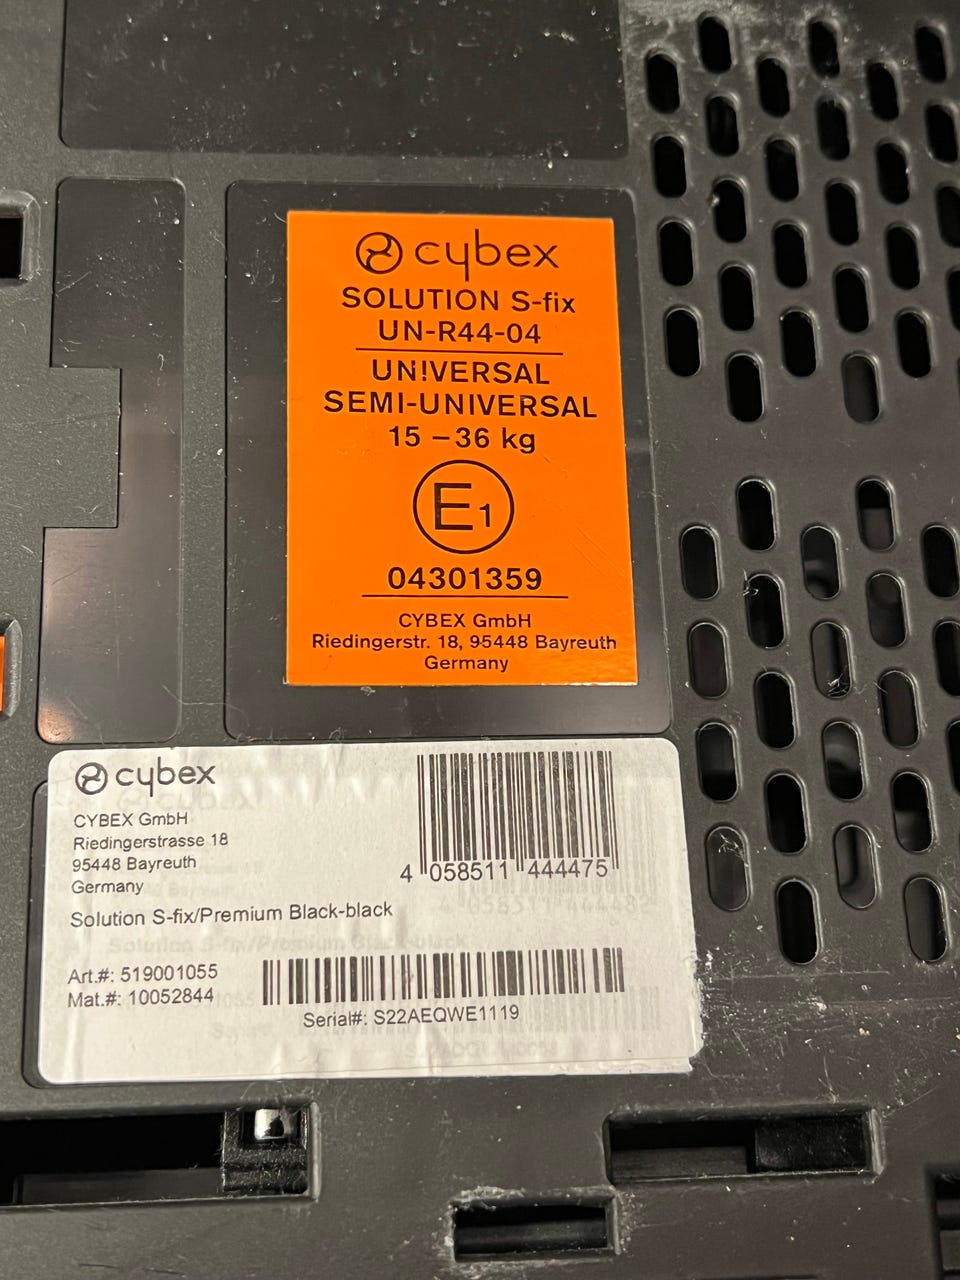 cybex
SOLUTION S-fix
UN-R44-04
UN!VERSAL
SEMI-UNIVERSAL
15 – 36 kg
E1
04301359
CYBEX GmbH
Riedingerstr. 18, 95448 Bayreuth
Germany
cybex
CYBEX GmbH
Riedingerstrasse 18
95448 Bayreuth
Germany
4 058511 444475
Solution S-fix/Premium Black-black
Art.#: 519001055
Mat.#: 10052844
Serial#: S22AEQWE1119